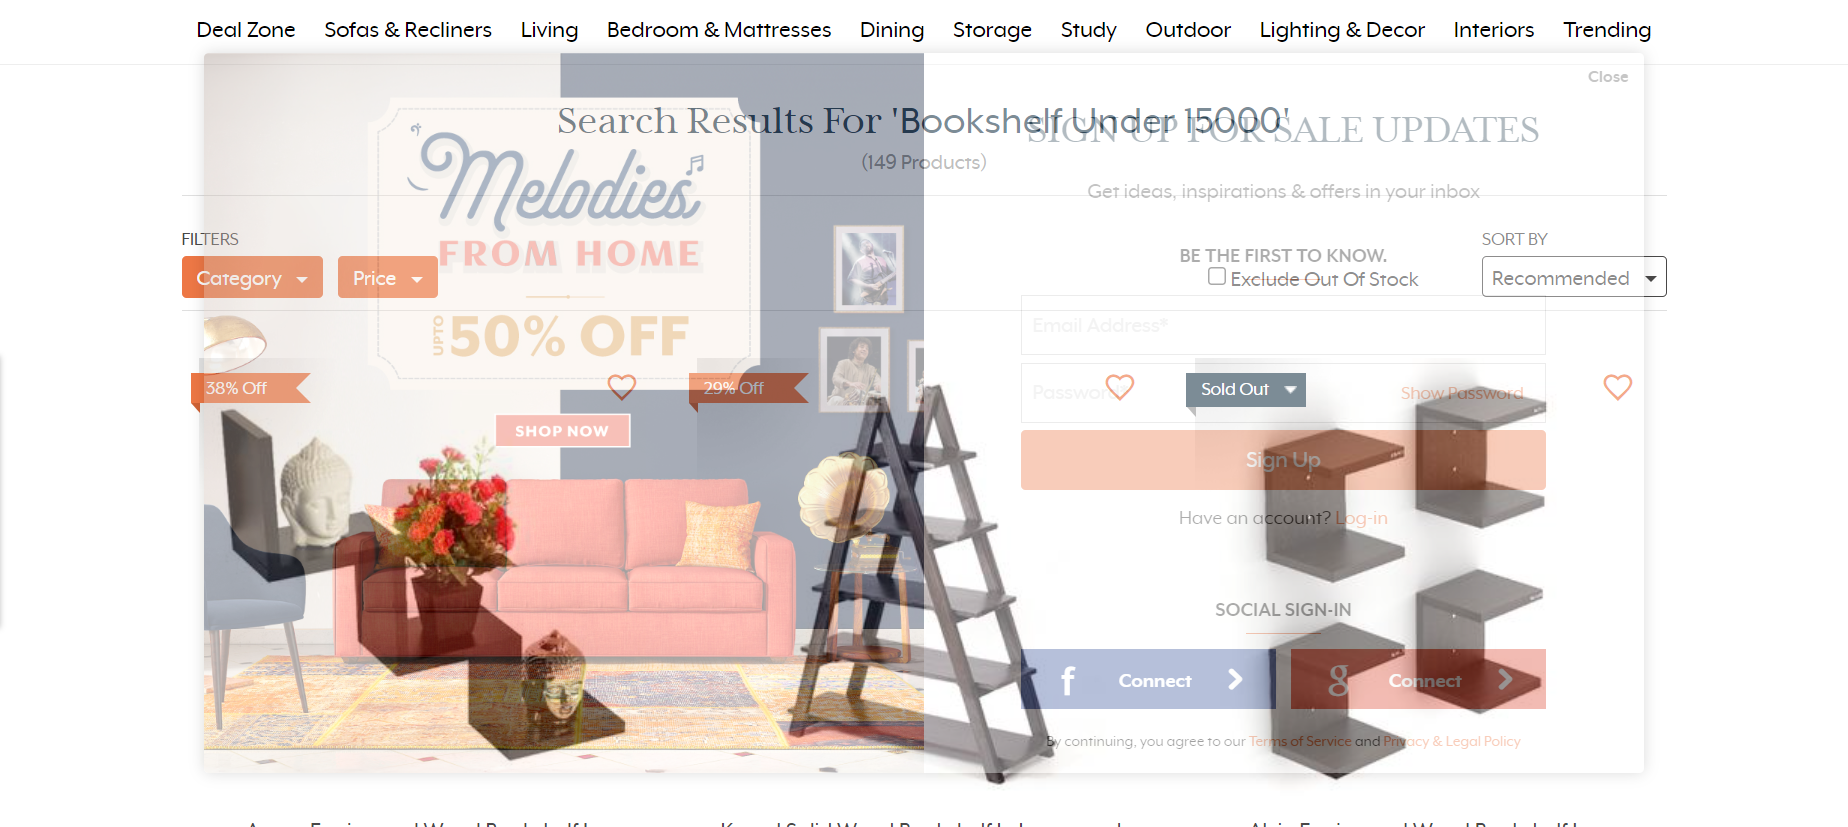 Deal Zone Sofas & Recliners Living Bedroom & Mattresses Dining Storage Study Outdoor Lighting & Decor Interiors Trending
Close
Search Results For 'Bookshelf Under 15000'
(149 Products)
FILTERS
Category
Price
Exclude Out Of Stock
SORT BY
Recommended
Melodies
FROM HOME
UPTO 50% OFF
SHOP NOW
SIGN UP FOR SALE UPDATES
Get ideas, inspirations & offers in your inbox
BE THE FIRST TO KNOW.
Email Address*
Password*
Show Password
Sign Up
Have an account? Log-in
SOCIAL SIGN-IN
f Connect
g Connect
By continuing, you agree to our Terms of Service and Privacy & Legal Policy
38% Off
29% Off
Sold Out